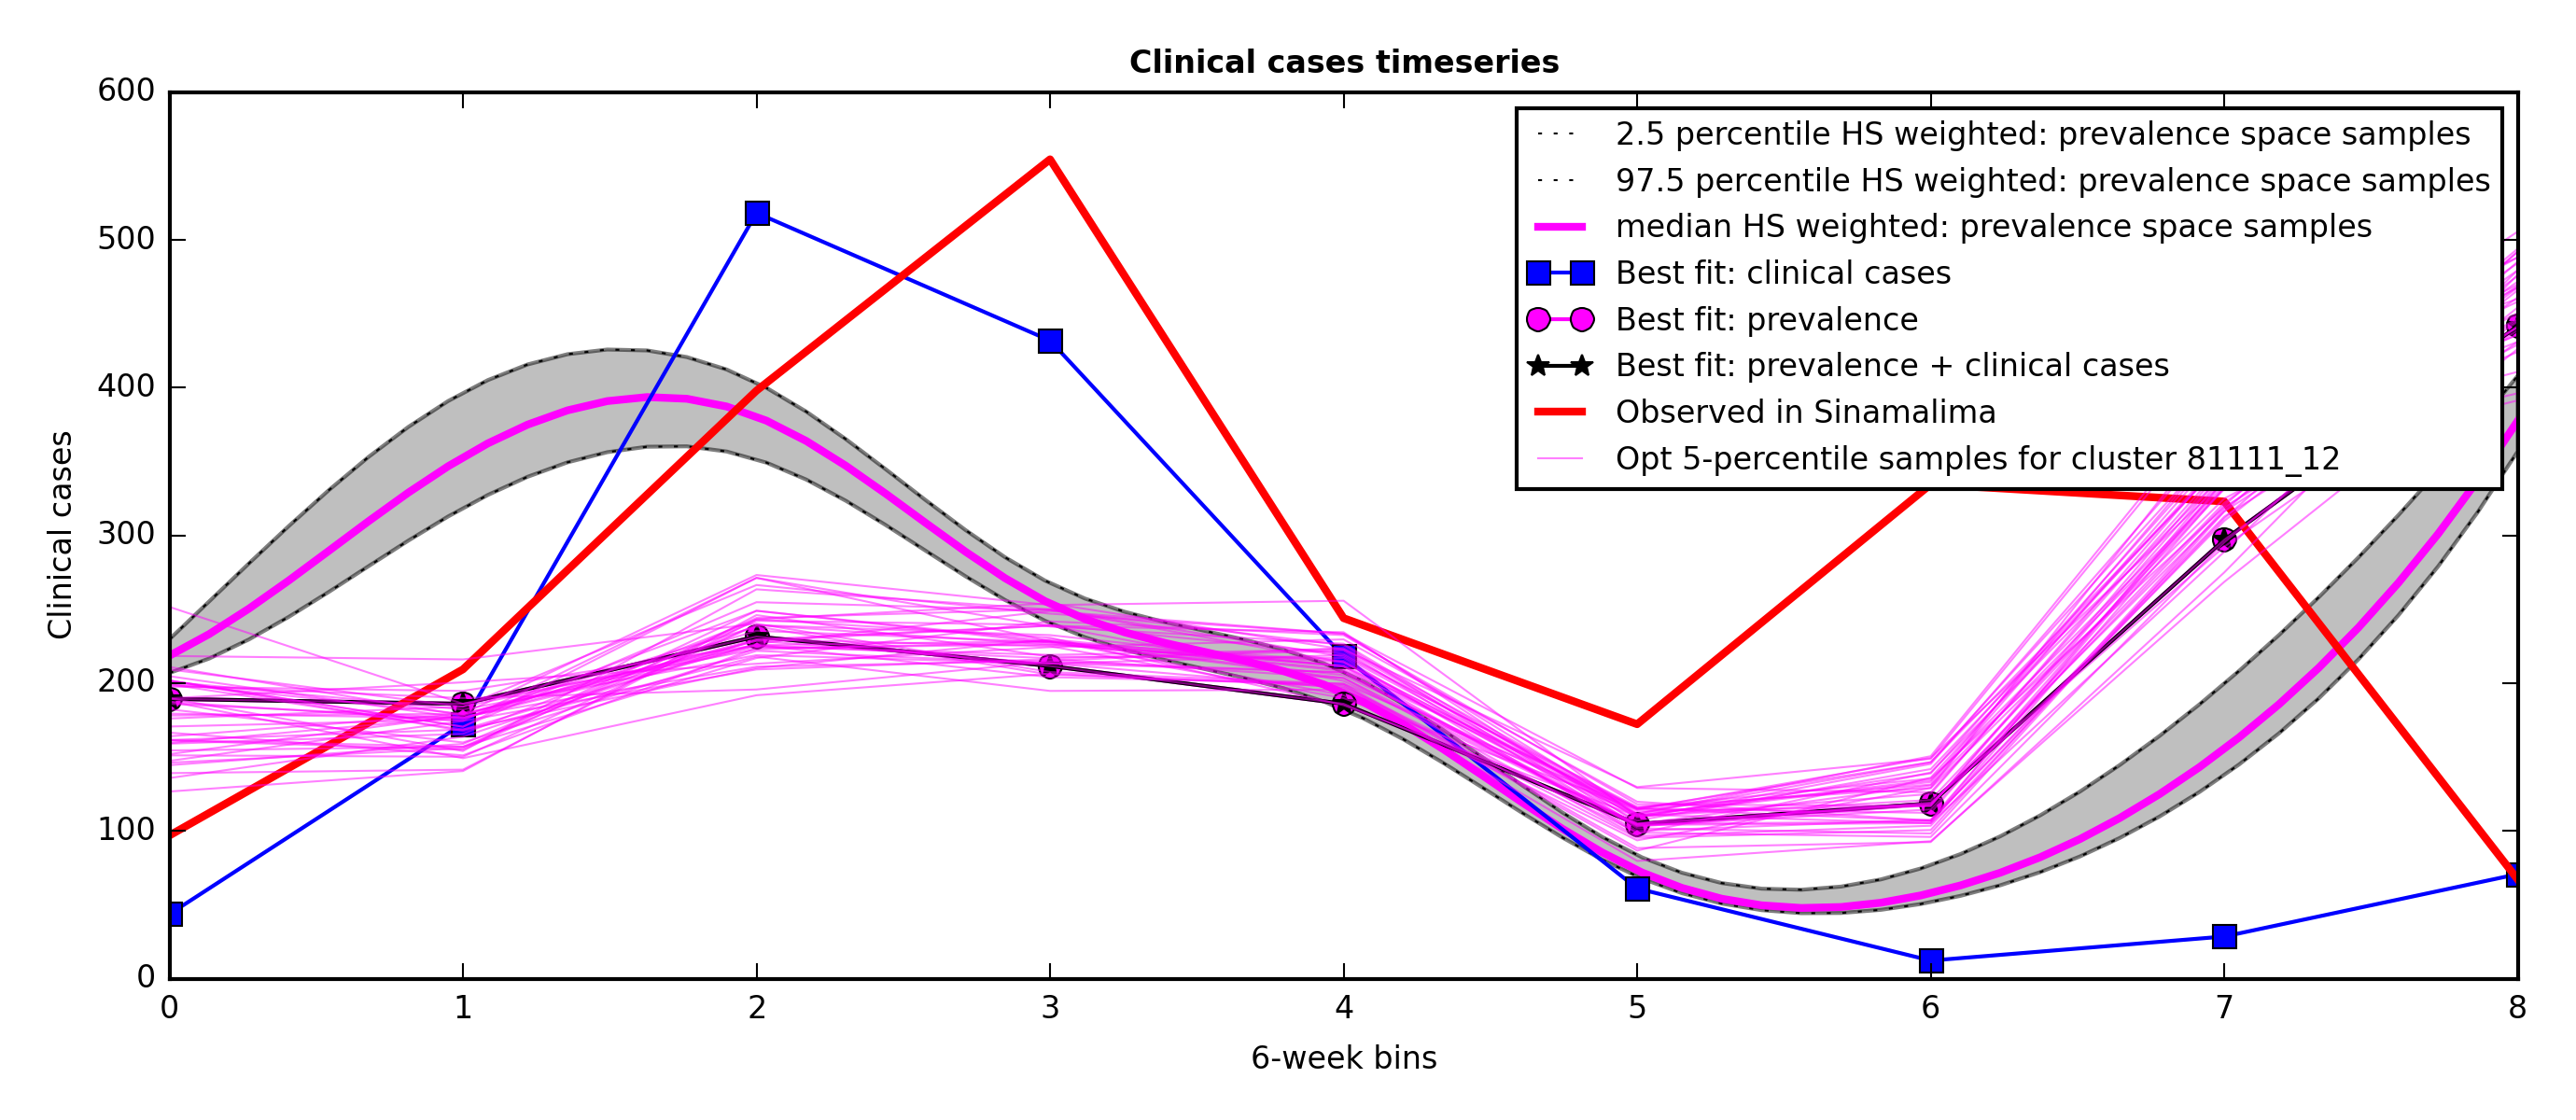 Clinical cases timeseries
600
500
400
300
200
100
0
Clinical cases
2.5 percentile HS weighted: prevalence space samples
97.5 percentile HS weighted: prevalence space samples
median HS weighted: prevalence space samples
Best fit: clinical cases
Best fit: prevalence
Best fit: prevalence + clinical cases
Observed in Sinamalima
Opt 5-percentile samples for cluster 81111_12
0 1 2 3 4 5 6 7 8
6-week bins